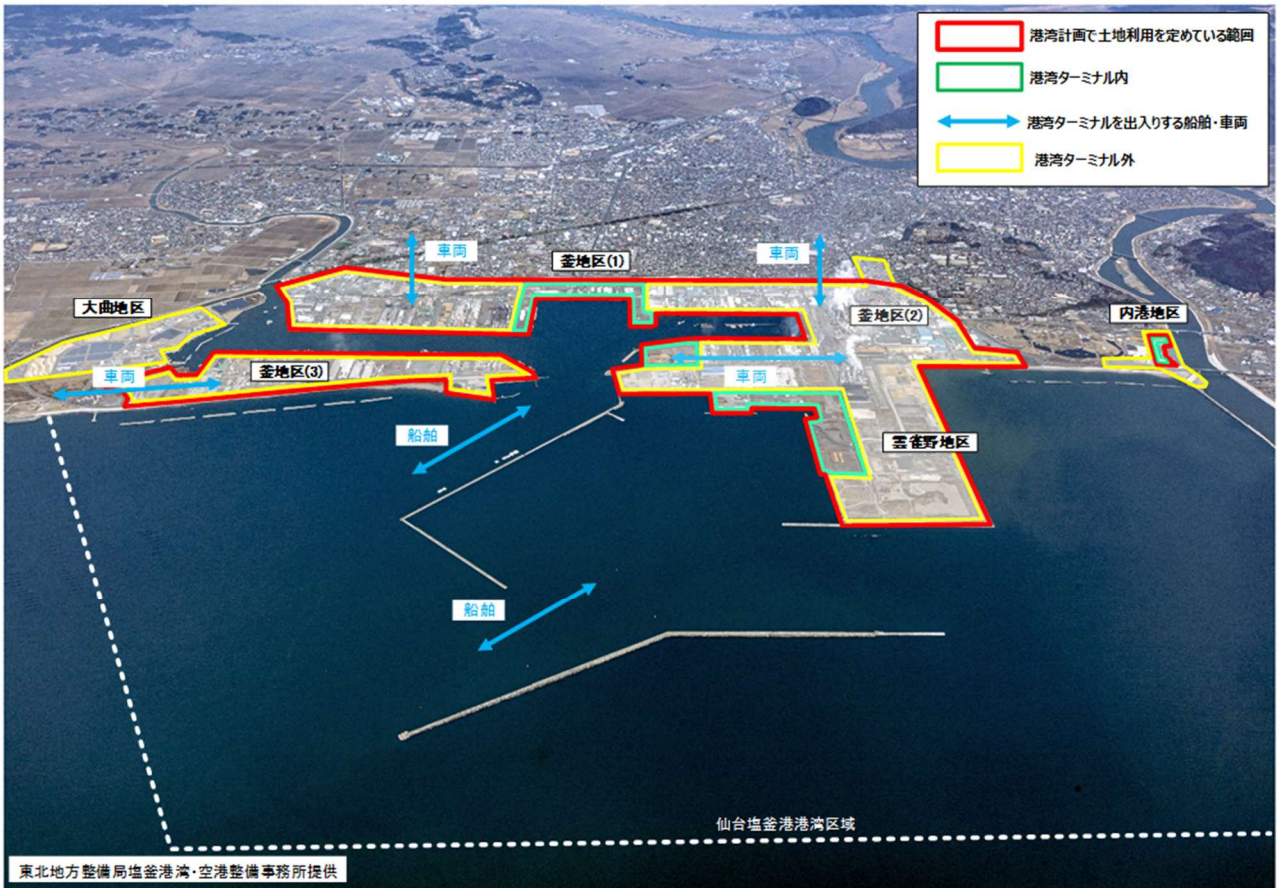 港湾計画で土地利用を定めている範囲
港湾ターミナル内
港湾ターミナルを出入りする船舶・車両
港湾ターミナル外
車両
釜地区(1)
車両
大曲地区
釜地区(2)
内港地区
釜地区(3)
車両
車両
船舶
雲雀野地区
船舶
仙台塩釜港港湾区域
東北地方整備局塩釜港湾・空港整備事務所提供